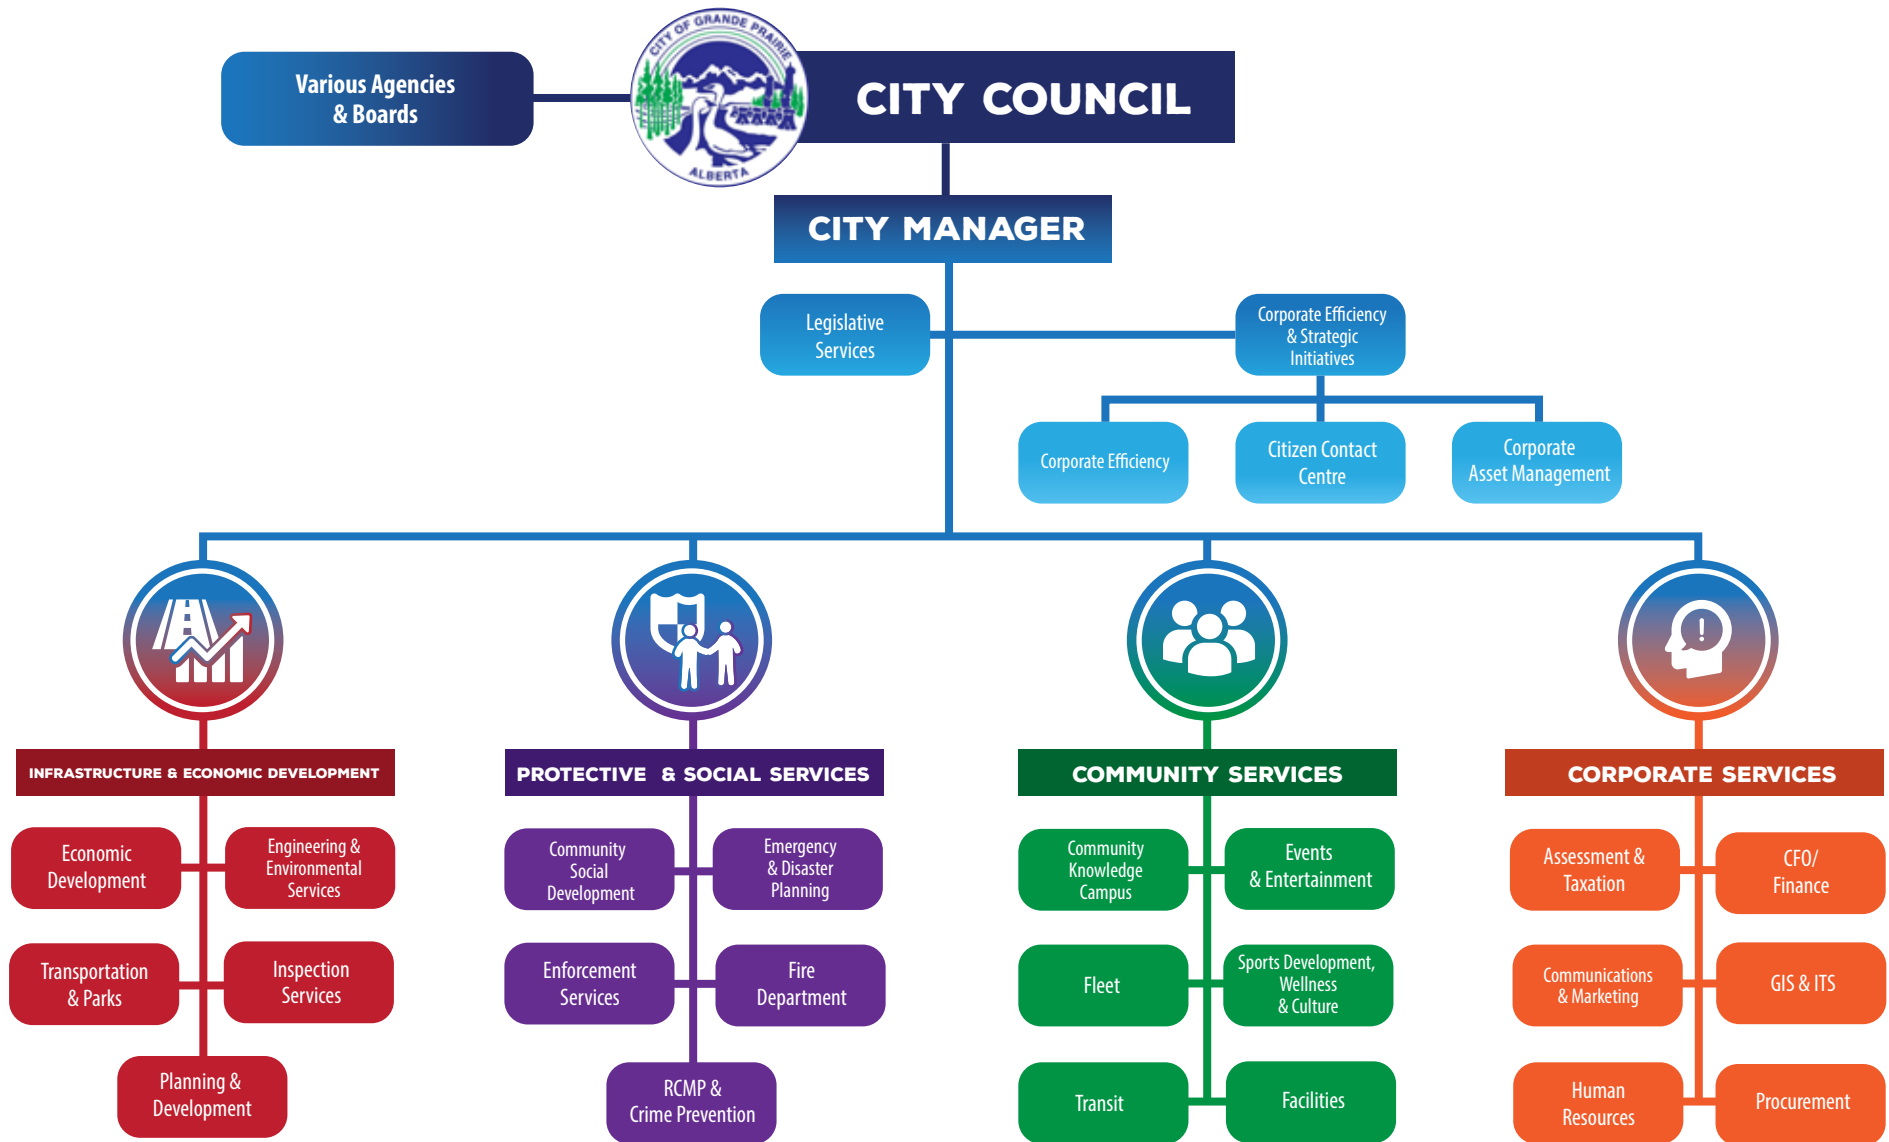 CITY OF GRANDE PRAIRIE
ALBERTA
Various Agencies
& Boards
CITY COUNCIL
CITY MANAGER
Legislative
Services
Corporate Efficiency
& Strategic
Initiatives
Corporate Efficiency
Citizen Contact
Centre
Corporate
Asset Management
INFRASTRUCTURE & ECONOMIC DEVELOPMENT
Economic
Development
Engineering &
Environmental
Services
Transportation
& Parks
Inspection
Services
Planning &
Development
PROTECTIVE & SOCIAL SERVICES
Community
Social
Development
Emergency
& Disaster
Planning
Enforcement
Services
Fire
Department
RCMP &
Crime Prevention
COMMUNITY SERVICES
Community
Knowledge
Campus
Events
& Entertainment
Fleet
Sports Development,
Wellness
& Culture
Transit
Facilities
!
CORPORATE SERVICES
Assessment &
Taxation
CFO/
Finance
Communications
& Marketing
GIS & ITS
Human
Resources
Procurement